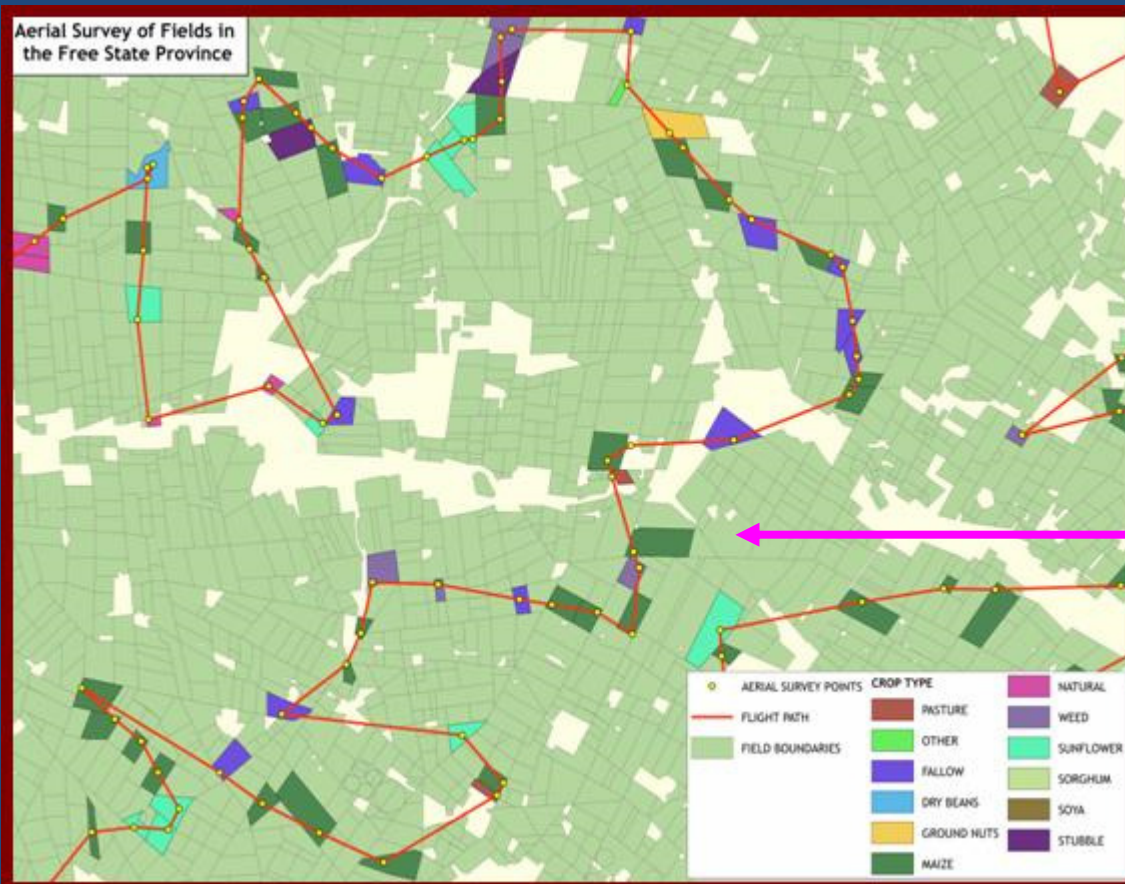 Aerial Survey of Fields in
the Free State Province
AERIAL SURVEY POINTS
FLIGHT PATH
FIELD BOUNDARIES
CROP TYPE
PASTURE
OTHER
FALLOW
DRY BEANS
GROUND NUTS
MAIZE
NATURAL
WEED
SUNFLOWER
SORGHUM
SOYA
STUBBLE